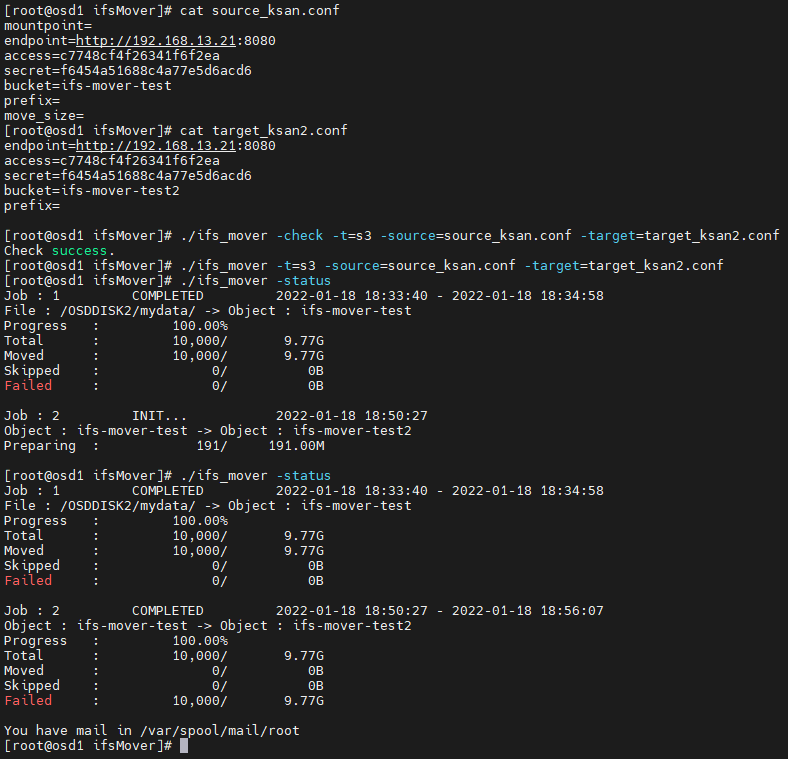 [root@osd1 ifsMover]# cat source_ksan.conf
mountpoint=
endpoint=http://192.168.13.21:8080
access=c7748cf4f26341f6f2ea
secret=f6454a51688c4a77e5d6acd6
bucket=ifs-mover-test
prefix=
move_size=
[root@osd1 ifsMover]# cat target_ksan2.conf
endpoint=http://192.168.13.21:8080
access=c7748cf4f26341f6f2ea
secret=f6454a51688c4a77e5d6acd6
bucket=ifs-mover-test2
prefix=
[root@osd1 ifsMover]# ./ifs_mover -check -t=s3 -source=source_ksan.conf -target=target_ksan2.conf
Check success.
[root@osd1 ifsMover]# ./ifs_mover -t=s3 -source=source_ksan.conf -target=target_ksan2.conf
[root@osd1 ifsMover]# ./ifs_mover -status
Job : 1         COMPLETED         2022-01-18 18:33:40 - 2022-01-18 18:34:58
File : /OSDDISK2/mydata/ -> Object : ifs-mover-test
Progress   :         100.00%
Total      :         10,000/       9.77G
Moved      :         10,000/       9.77G
Skipped    :              0/          0B
Failed     :              0/          0B
Job : 2         INIT...           2022-01-18 18:50:27
Object : ifs-mover-test -> Object : ifs-mover-test2
Preparing  :            191/     191.00M
[root@osd1 ifsMover]# ./ifs_mover -status
Job : 1         COMPLETED         2022-01-18 18:33:40 - 2022-01-18 18:34:58
File : /OSDDISK2/mydata/ -> Object : ifs-mover-test
Progress   :         100.00%
Total      :         10,000/       9.77G
Moved      :         10,000/       9.77G
Skipped    :              0/          0B
Failed     :              0/          0B
Job : 2         COMPLETED         2022-01-18 18:50:27 - 2022-01-18 18:56:07
Object : ifs-mover-test -> Object : ifs-mover-test2
Progress   :         100.00%
Total      :         10,000/       9.77G
Moved      :              0/          0B
Skipped    :              0/          0B
Failed     :         10,000/       9.77G
You have mail in /var/spool/mail/root
[root@osd1 ifsMover]#